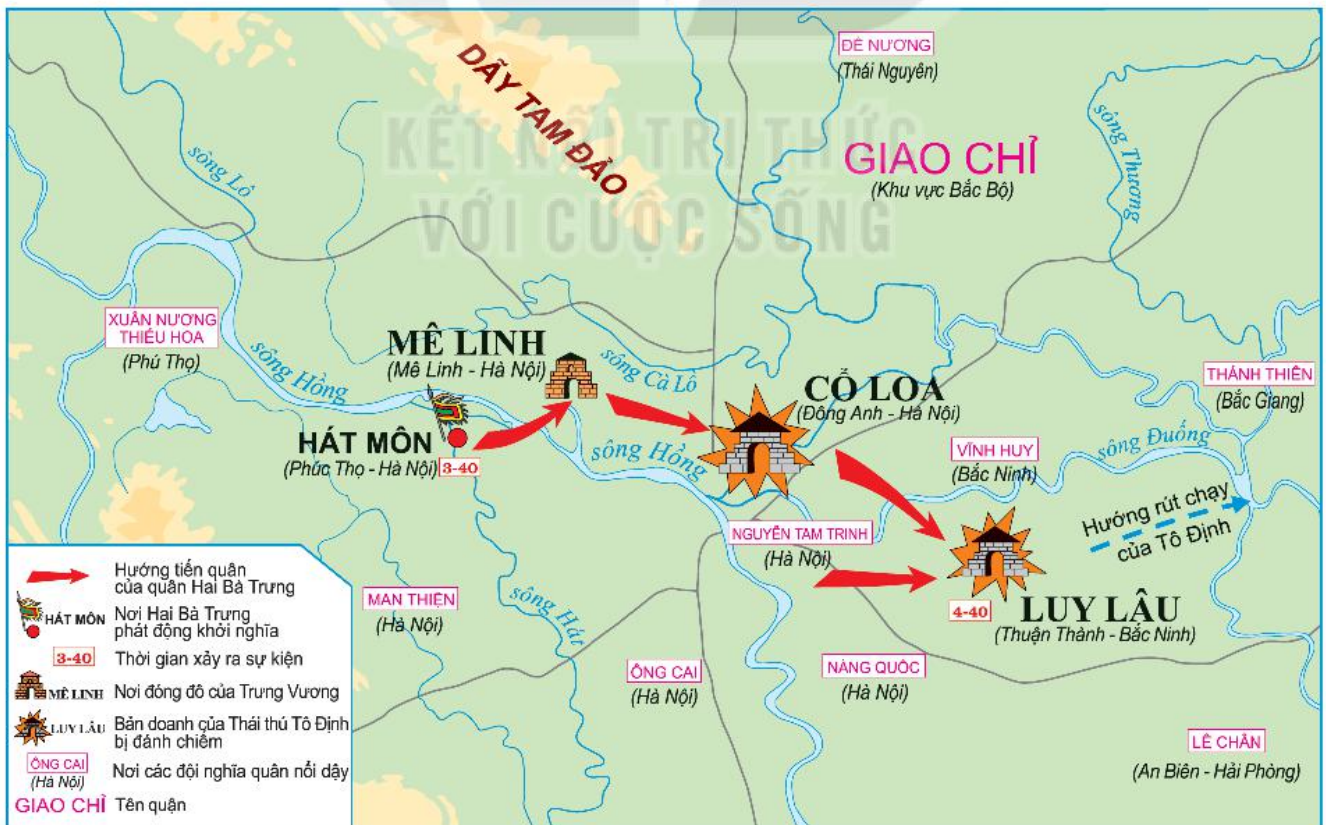 ĐỀ NƯƠNG
(Thái Nguyên)
DÃY TAM ĐẢO
KẾT NỐI TRI THỨC
VỚI CUỘC SỐNG
GIAO CHỈ
(Khu vực Bắc Bộ)
sông Lô
sông Thương
XUÂN NƯƠNG
THIỀU HOA
(Phú Thọ)
sông Hồng
MÊ LINH
(Mê Linh - Hà Nội)
sông Cà Lồ
CỔ LOA
(Đông Anh - Hà Nội)
THÁNH THIÊN
(Bắc Giang)
HÁT MÔN
(Phúc Thọ - Hà Nội)
3-40
sông Hồng
VĨNH HUY
(Bắc Ninh)
sông Đuống
Hướng rút chạy
của Tô Định
NGUYỄN TAM TRINH
(Hà Nội)
4-40
LUY LÂU
(Thuận Thành - Bắc Ninh)
MAN THIỆN
(Hà Nội)
sông Hát
ÔNG CAI
(Hà Nội)
NÀNG QUỐC
(Hà Nội)
LÊ CHÂN
(An Biên - Hải Phòng)
Hướng tiến quân
của quân Hai Bà Trưng
HÁT MÔN
Nơi Hai Bà Trưng
phát động khởi nghĩa
3-40
Thời gian xảy ra sự kiện
MÊ LINH
Nơi đóng đô của Trưng Vương
LUY LÂU
Bản doanh của Thái thú Tô Định
bị đánh chiếm
ÔNG CAI
(Hà Nội)
Nơi các đội nghĩa quân nổi dậy
GIAO CHỈ
Tên quận